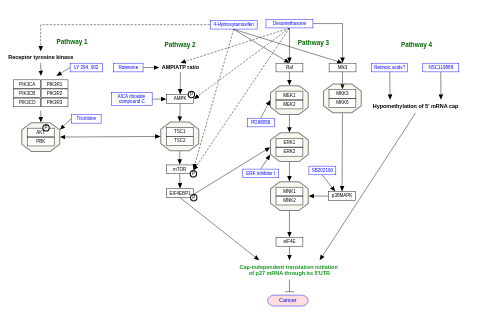 4-Hydroxytamoxifen
Dexamethasone
Pathway 1
Pathway 2
Pathway 3
Pathway 4
Receptor tyrosine kinase
LY 294, 002
Rotenone
AMP/ATP ratio
Raf
Mk3
Retinoic acids?
NSC119889
PIK3CA
PIK3R1
PIK3CB
PIK3R2
PIK3CD
PIK3R3
AICA riboside
compound C
AMPK
P
MEK1
MEK2
MKK3
MKK6
Hypomethylation of 5' mRNA cap
Triciribine
PD98059
AKT
P
PBK
TSC1
TSC2
ERK1
ERK2
mTOR
P
ERK inhibitor I
SB202190
EIF4EBP1
P
MNK1
MNK2
p38MAPK
eIF4E
Cap-independent translation initiation
of p27 mRNA through its 5'UTR
Cancer